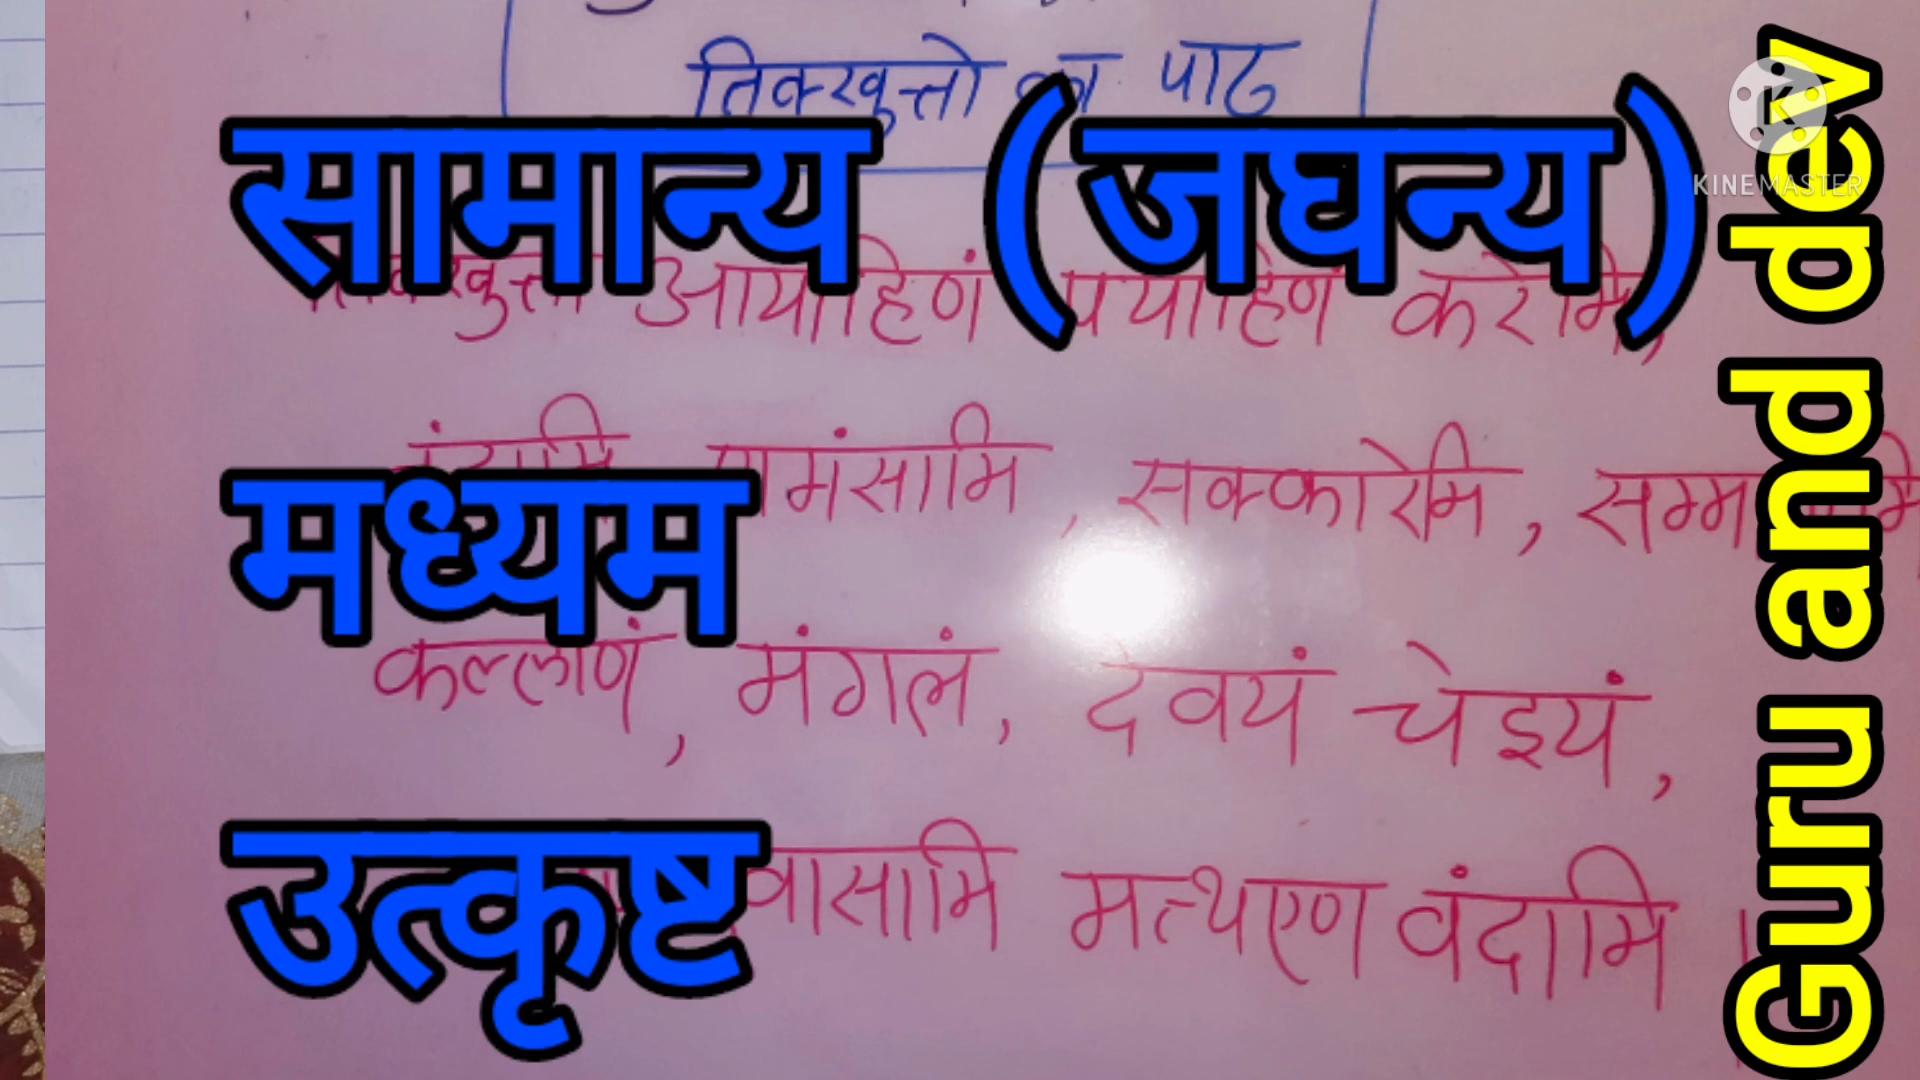 तिक्खुत्तो का पाठ
सामान्य (जघन्य)
आयाहिणं पयाहिणं करेमि,
मंसामि, सक्कारेमि,
मध्यम
कल्लाणं, मंगलं, देवयं चेइयं,
उत्कृष्ट
वासामि मत्थएण वंदामि ।
Guru and dev
KINEMASTER